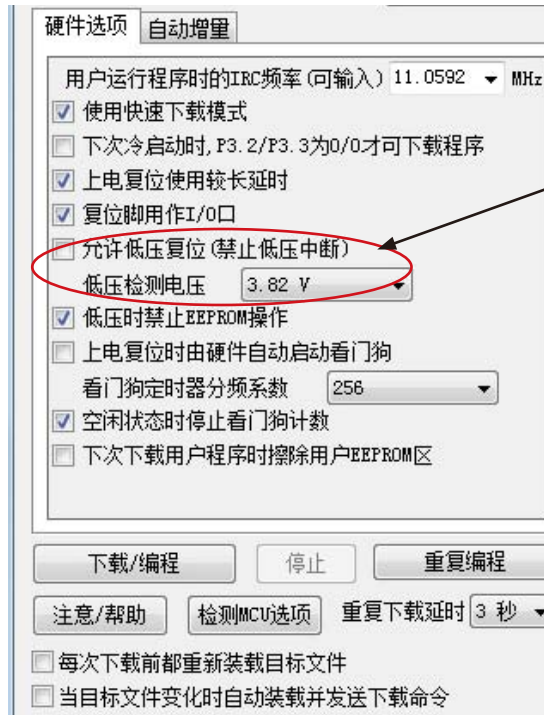 硬件选项 自动增量
用户运行程序时的IRC频率(可输入) 11.0592 MHz
使用快速下载模式
下次冷启动时, P3.2/P3.3为0/0才可下载程序
上电复位使用较长延时
复位脚用作I/O口
允许低压复位(禁止低压中断)
低压检测电压 3.82 V
低压时禁止EEPROM操作
上电复位时由硬件自动启动看门狗
看门狗定时器分频系数 256
空闲状态时停止看门狗计数
下次下载用户程序时擦除用户EEPROM区
下载/编程 停止 重复编程
注意/帮助 检测MCU选项 重复下载延时 3 秒
每次下载前都重新装载目标文件
当目标文件变化时自动装载并发送下载命令